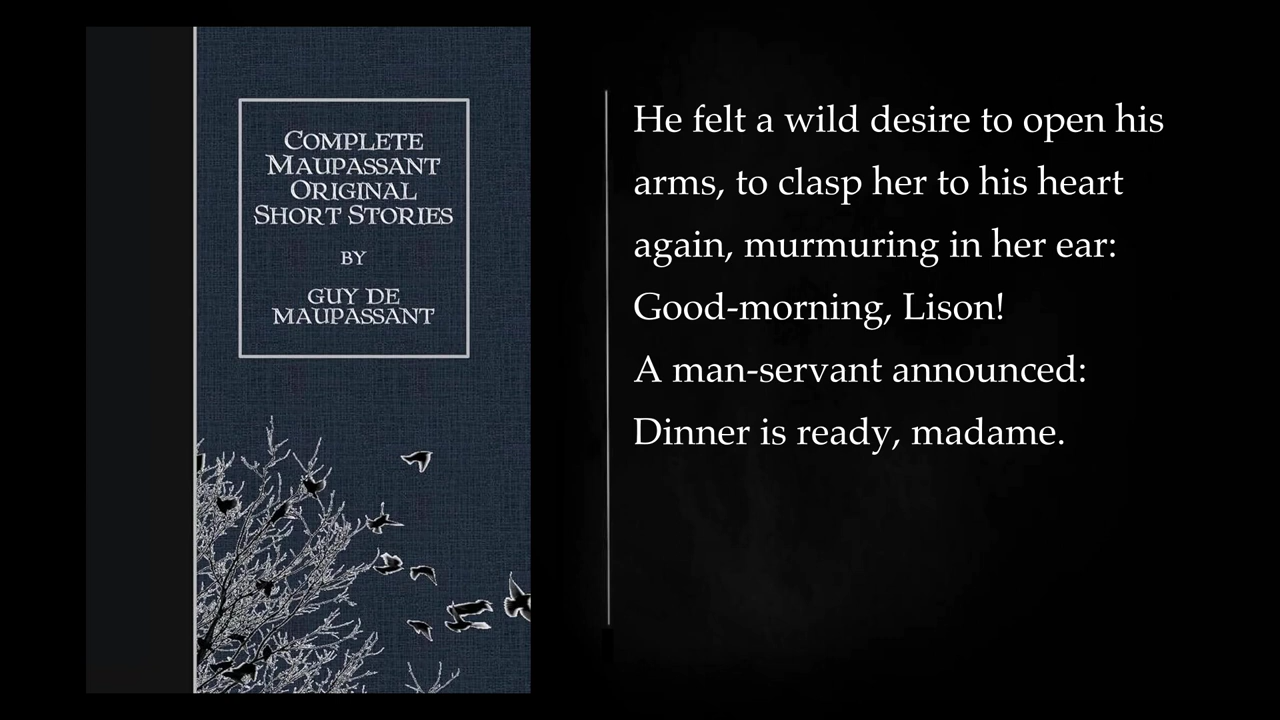 COMPLETE
MAUPASSANT
ORIGINAL
SHORT STORIES
BY
GUY DE
MAUPASSANT
He felt a wild desire to open his
arms, to clasp her to his heart
again, murmuring in her ear:
Good-morning, Lison!
A man-servant announced:
Dinner is ready, madame.